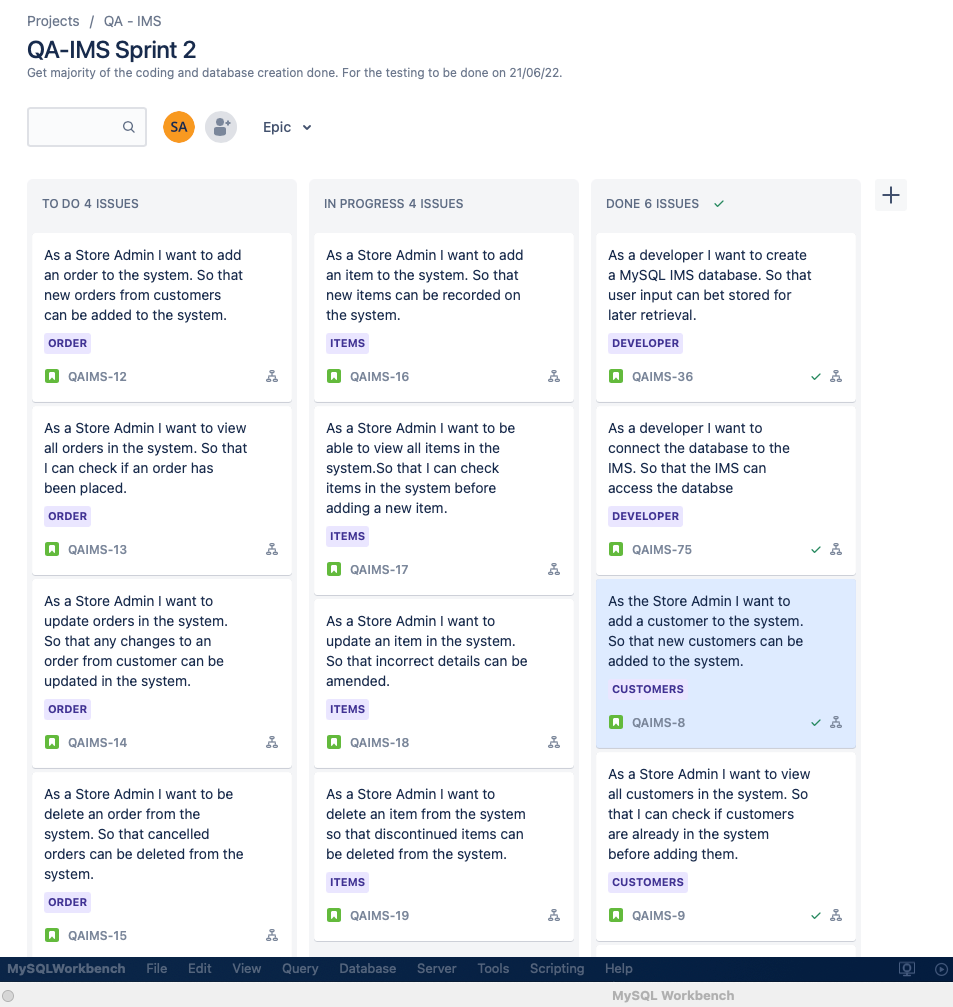 Projects / QA - IMS
QA-IMS Sprint 2
Get majority of the coding and database creation done. For the testing to be done on 21/06/22.
SA
Epic
TO DO 4 ISSUES
As a Store Admin I want to add
an order to the system. So that
new orders from customers
can be added to the system.
ORDER
QAIMS-12
As a Store Admin I want to view
all orders in the system. So that
I can check if an order has
been placed.
ORDER
QAIMS-13
As a Store Admin I want to
update orders in the system.
So that any changes to an
order from customer can be
updated in the system.
ORDER
QAIMS-14
As a Store Admin I want to be
delete an order from the
system. So that cancelled
orders can be deleted from the
system.
ORDER
QAIMS-15
IN PROGRESS 4 ISSUES
As a Store Admin I want to add
an item to the system. So that
new items can be recorded on
the system.
ITEMS
QAIMS-16
As a Store Admin I want to be
able to view all items in the
system.So that I can check
items in the system before
adding a new item.
ITEMS
QAIMS-17
As a Store Admin I want to
update an item in the system.
So that incorrect details can be
amended.
ITEMS
QAIMS-18
As a Store Admin I want to
delete an item from the system
so that discontinued items can
be deleted from the system.
ITEMS
QAIMS-19
DONE 6 ISSUES
As a developer I want to create
a MySQL IMS database. So that
user input can bet stored for
later retrieval.
DEVELOPER
QAIMS-36
As a developer I want to
connect the database to the
IMS. So that the IMS can
access the databse
DEVELOPER
QAIMS-75
As the Store Admin I want to
add a customer to the system.
So that new customers can be
added to the system.
CUSTOMERS
QAIMS-8
As a Store Admin I want to view
all customers in the system. So
that I can check if customers
are already in the system
before adding them.
CUSTOMERS
QAIMS-9
MySQLWorkbench File Edit View Query Database Server Tools Scripting Help
MySQL Workbench